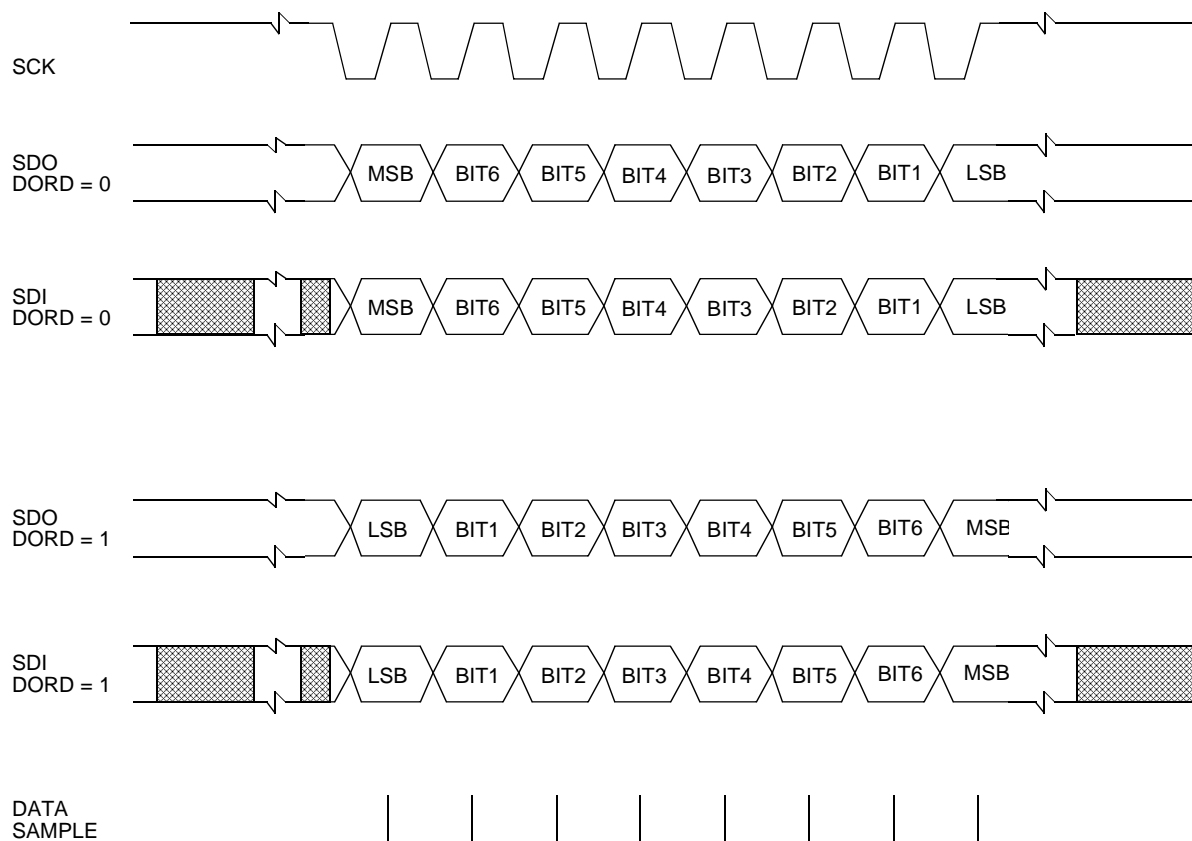 SCK
SDO
DORD = 0
MSB BIT6 BIT5 BIT4 BIT3 BIT2 BIT1 LSB
SDI
DORD = 0
MSB BIT6 BIT5 BIT4 BIT3 BIT2 BIT1 LSB
SDO
DORD = 1
LSB BIT1 BIT2 BIT3 BIT4 BIT5 BIT6 MSB
SDI
DORD = 1
LSB BIT1 BIT2 BIT3 BIT4 BIT5 BIT6 MSB
DATA
SAMPLE